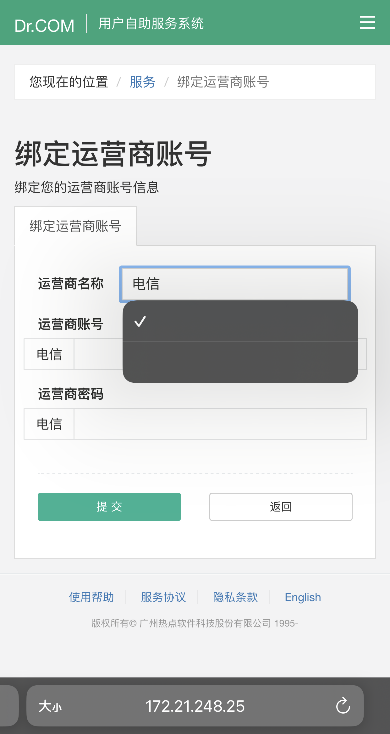 Dr.COM 用户自助服务系统
您现在的位置 / 服务 / 绑定运营商账号
绑定运营商账号
绑定您的运营商账号信息
绑定运营商账号
运营商名称 电信
运营商账号
电信
运营商密码
电信
提 交 返回
使用帮助 服务协议 隐私条款 English
版权所有© 广州热点软件科技股份有限公司 1995-
大小 172.21.248.25